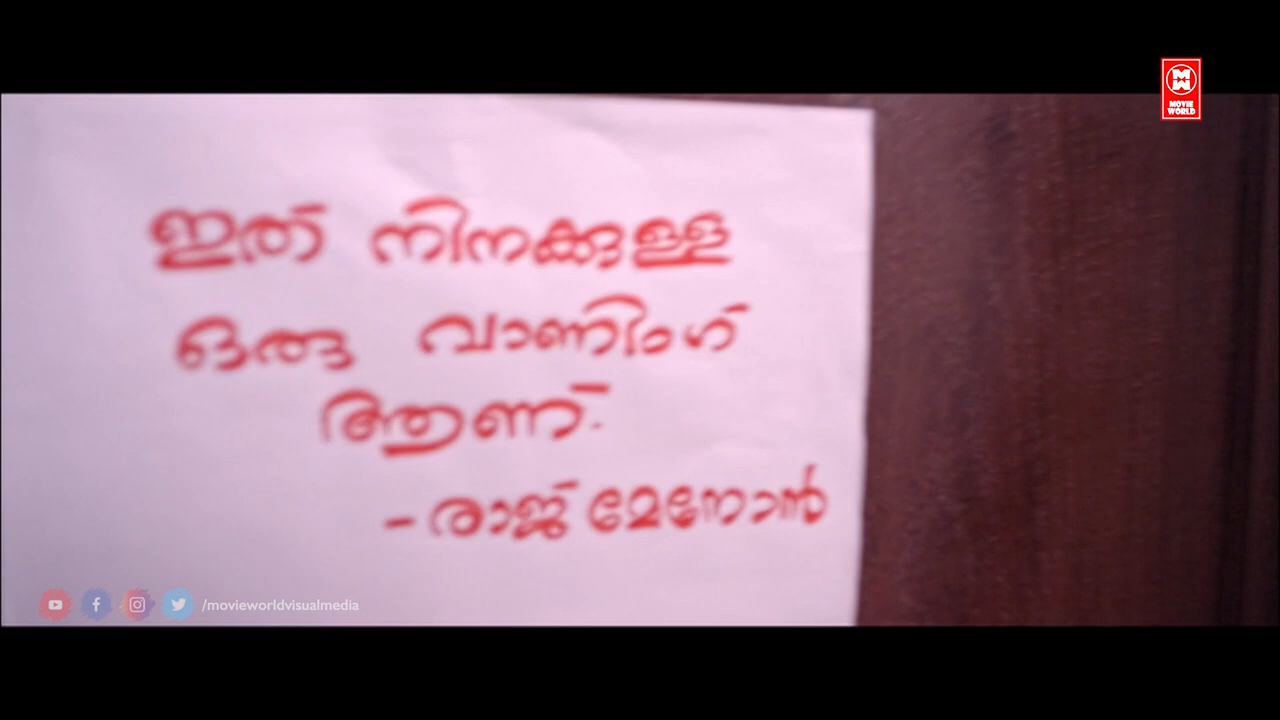 MOVIE
WORLD
ഇത് നിനക്കുള്ള
ഒരു വാണിംഗ്
ആണ്.
- രാജ് മേനോൻ
/movieworldvisualmedia